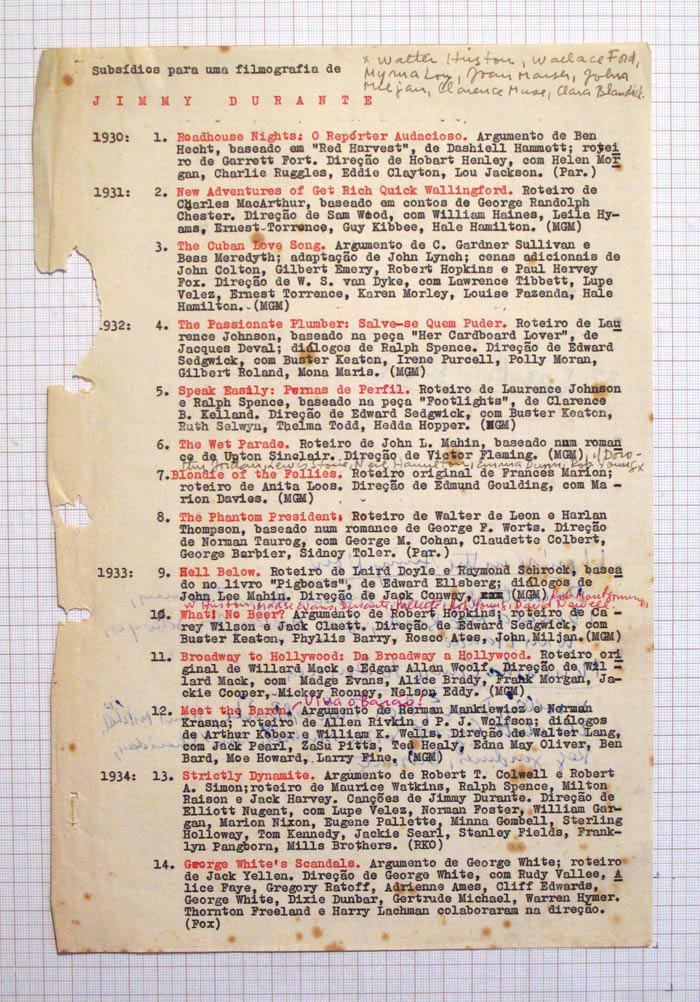 Subsídios para uma filmografia de
x Walter Huston, Wallace Ford,
Myrna Loy, Joan Marsh, John
Miljan, Clarence Muse, Clara Blandick.
JIMMY DURANTE
1930: 1. Roadhouse Nights: O Repórter Audacioso. Argumento de Ben
Hecht, baseado em "Red Harvest", de Dashiell Hammett; rotei
ro de Garrett Fort. Direção de Hobart Henley, com Helen Mor
gan, Charlie Ruggles, Eddie Clayton, Lou Jackson. (Par.)
1931: 2. New Adventures of Get Rich Quick Wallingford. Roteiro de
Charles MacArthur, baseado em contos de George Randolph
Chester. Direção de Sam Wood, com William Haines, Leila Hy-
ams, Ernest Torrence, Guy Kibbee, Hale Hamilton. (MGM)
3. The Cuban Love Song. Argumento de C. Gardner Sullivan e
Bess Meredyth; adaptação de John Lynch; cenas adicionais de
John Colton, Gilbert Emery, Robert Hopkins e Paul Hervey
Fox. Direção de W. S. van Dyke, com Lawrence Tibbett, Lupe
Velez, Ernest Torrence, Karen Morley, Louise Fazenda, Hale
Hamilton. (MGM)
1932: 4. The Passionate Plumber: Salve-se Quem Puder. Roteiro de Lau
rence Johnson, baseado na peça "Her Cardboard Lover", de
Jacques Deval; diálogos de Ralph Spence. Direção de Edward
Sedgwick, com Buster Keaton, Irene Purcell, Polly Moran,
Gilbert Roland, Mona Maris. (MGM)
5. Speak Easily: Pernas de Perfil. Roteiro de Laurence Johnson
e Ralph Spence, baseado na peça "Footlights", de Clarence
B. Kelland. Direção de Edward Sedgwick, com Buster Keaton,
Ruth Selwyn, Thelma Todd, Hedda Hopper. (MGM)
6. The Wet Parade. Roteiro de John L. Mahin, baseado num roman
ce de Upton Sinclair. Direção de Victor Fleming. (MGM), c/ Doro-
thy Jordan, Lewis Stone, Neil Hamilton, Emma Dunn, Rob Young x
7. Blondie of the Follies. Roteiro original de Frances Marion;
roteiro de Anita Loos. Direção de Edmund Goulding, com Ma-
rion Davies. (MGM)
8. The Phantom President. Roteiro de Walter de Leon e Harlan
Thompson, baseado num romance de George F. Worts. Direção
de Norman Taurog, com George M. Cohan, Claudette Colbert,
George Barbier, Sidney Toler. (Par.)
1933: 9. Hell Below. Roteiro de Laird Doyle e Raymond Schrock, basea
do no livro "Pigboats", de Edward Ellsberg; diálogos de
John Lee Mahin. Direção de Jack Conway, xxx (MGM) Rob Montgomery,
W Huston, Madge Evans, Durante, Pallette, Rob Young, David Newell.
10. What! No Beer? Argumento de Robert Hopkins; roteiro de Ca-
rey Wilson e Jack Cluett. Direção de Edward Sedgwick, com
Buster Keaton, Phyllis Barry, Rosco Ates, John Miljan.(MGM)
11. Broadway to Hollywood: Da Broadway a Hollywood. Roteiro ori
ginal de Willard Mack e Edgar Allan Woolf. Direção de Wil
lard Mack, com Madge Evans, Alice Brady, Frank Morgan, Ja-
ckie Cooper, Mickey Rooney, Nelson Eddy. (MGM)
Viva o Barão!
12. Meet the Baron. Argumento de Herman Mankiewicz e Norman
Krasna; roteiro de Allen Rivkin e P. J. Wolfson; diálogos
de Arthur Kober e William K. Wells. Direção de Walter Lang,
com Jack Pearl, ZaSu Pitts, Ted Healy, Edna May Oliver, Ben
Bard, Moe Howard, Larry Fine. (MGM)
1934: 13. Strictly Dynamite. Argumento de Robert T. Colwell e Robert
A. Simon;roteiro de Maurice Watkins, Ralph Spence, Milton
Raison e Jack Harvey. Canções de Jimmy Durante. Direção de
Elliott Nugent, com Lupe Velez, Norman Foster, William Gar-
gan, Marion Nixon, Eugene Pallette, Minna Gombell, Sterling
Holloway, Tom Kennedy, Jackie Searl, Stanley Fields, Frank-
lyn Pangborn, Mills Brothers. (RKO)
14. George White's Scandals. Argumento de George White; roteiro
de Jack Yellen. Direção de George White, com Rudy Vallee, A
lice Faye, Gregory Ratoff, Adrienne Ames, Cliff Edwards,
George White, Dixie Dunbar, Gertrude Michael, Warren Hymer.
Thornton Freeland e Harry Lachman colaboraram na direção.
(Fox)